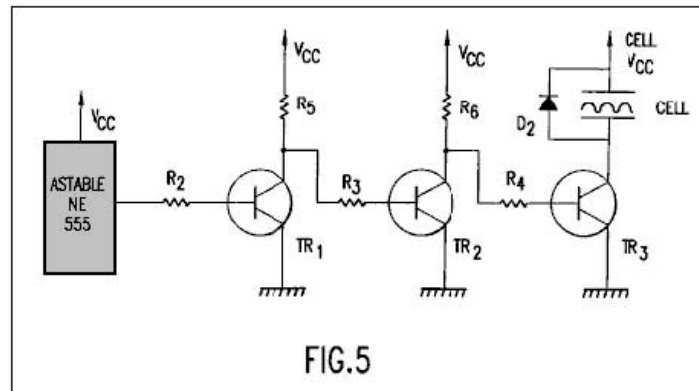 VCC
ASTABLE
NE
555
R2
VCC
R5
TR1
R3
VCC
R6
TR2
R4
D2
CELL
VCC
CELL
TR3
FIG.5